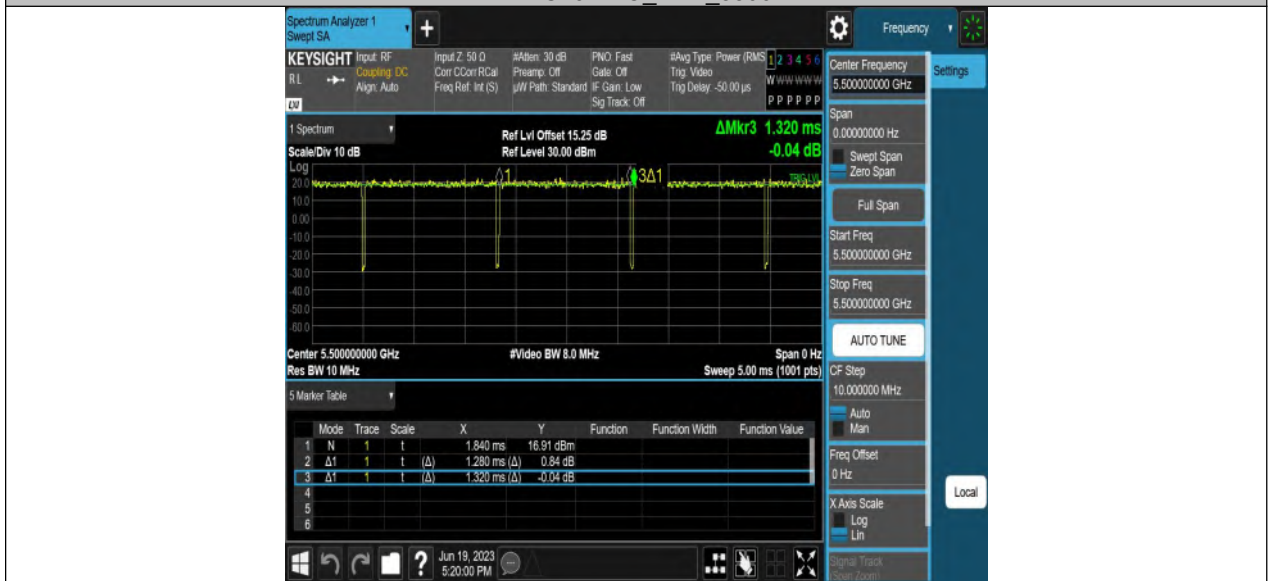 Spectrum Analyzer 1
Swept SA
+
Frequency
KEYSIGHT
RL
LXI
Input: RF
Coupling: DC
Align: Auto
Input Z: 50 Ω
Corr CCorr RCal
Freq Ref: Int (S)
#Atten: 30 dB
Preamp: Off
µW Path: Standard
PNO: Fast
Gate: Off
IF Gain: Low
Sig Track: Off
#Avg Type: Power (RMS
Trig: Video
Trig Delay: -50.00 µs
1 2 3 4 5 6
W W W W W W
P P P P P P
Center Frequency
5.500000000 GHz
Settings
Span
0.00000000 Hz
Swept Span
Zero Span
Full Span
Start Freq
5.500000000 GHz
Stop Freq
5.500000000 GHz
AUTO TUNE
CF Step
10.000000 MHz
Auto
Man
Freq Offset
0 Hz
X Axis Scale
Log
Lin
Signal Track
(Span Zoom)
Local
1 Spectrum
Scale/Div 10 dB
Ref Lvl Offset 15.25 dB
Ref Level 30.00 dBm
ΔMkr3 1.320 ms
-0.04 dB
Log
20.0
10.0
0.00
-10.0
-20.0
-30.0
-40.0
-50.0
-60.0
1
3Δ1
TRIG LVL
Center 5.500000000 GHz
Res BW 10 MHz
#Video BW 8.0 MHz
Span 0 Hz
Sweep 5.00 ms (1001 pts)
5 Marker Table
Mode Trace Scale X Y Function Function Width Function Value
1 N 1 t 1.840 ms 16.91 dBm
2 Δ1 1 t (Δ) 1.280 ms (Δ) 0.84 dB
3 Δ1 1 t (Δ) 1.320 ms (Δ) -0.04 dB
4
5
6
?
Jun 19, 2023
5:20:00 PM